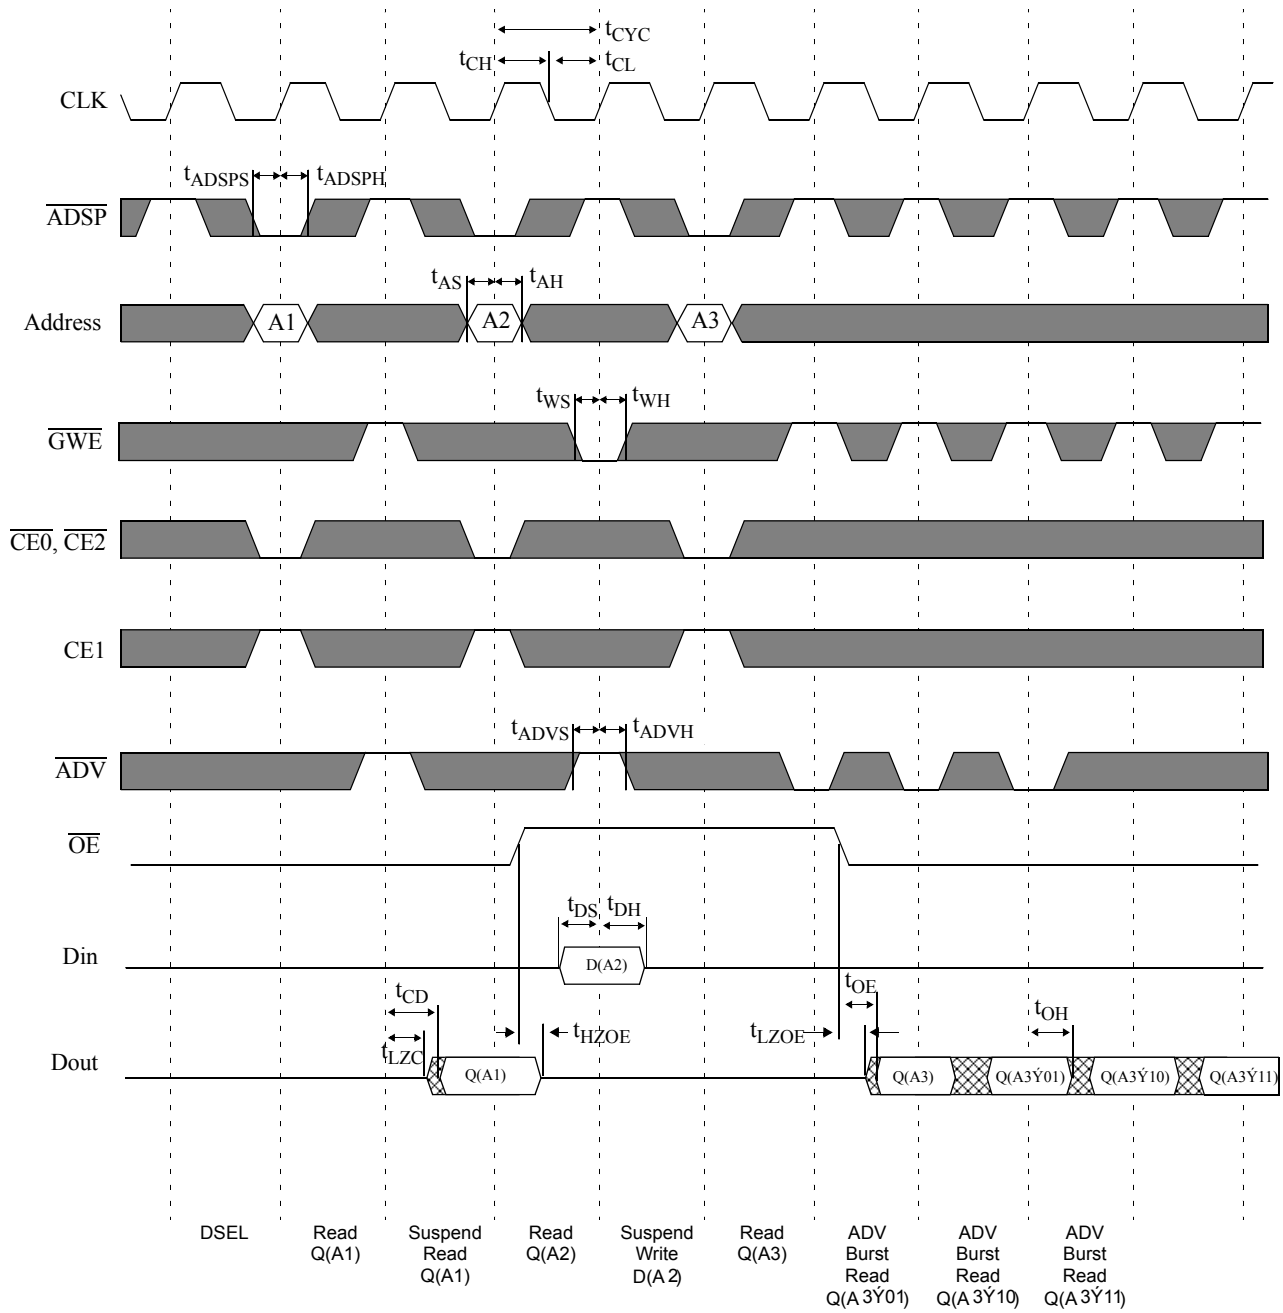 tCYC
tCH
tCL
CLK
tADSPS
tADSPH
ADSP
tAS
tAH
Address
A1
A2
A3
tWS
tWH
GWE
CE0, CE2
CE1
tADVS
tADVH
ADV
OE
tDS
tDH
Din
D(A2)
tCD
tOE
tOH
tLZC
tHZOE
tLZOE
Dout
Q(A1)
Q(A3)
Q(A3Ý01)
Q(A3Ý10)
Q(A3Ý11)
DSEL
Read
Q(A1)
Suspend
Read
Q(A1)
Read
Q(A2)
Suspend
Write
D(A2)
Read
Q(A3)
ADV
Burst
Read
Q(A3Ý01)
ADV
Burst
Read
Q(A3Ý10)
ADV
Burst
Read
Q(A3Ý11)